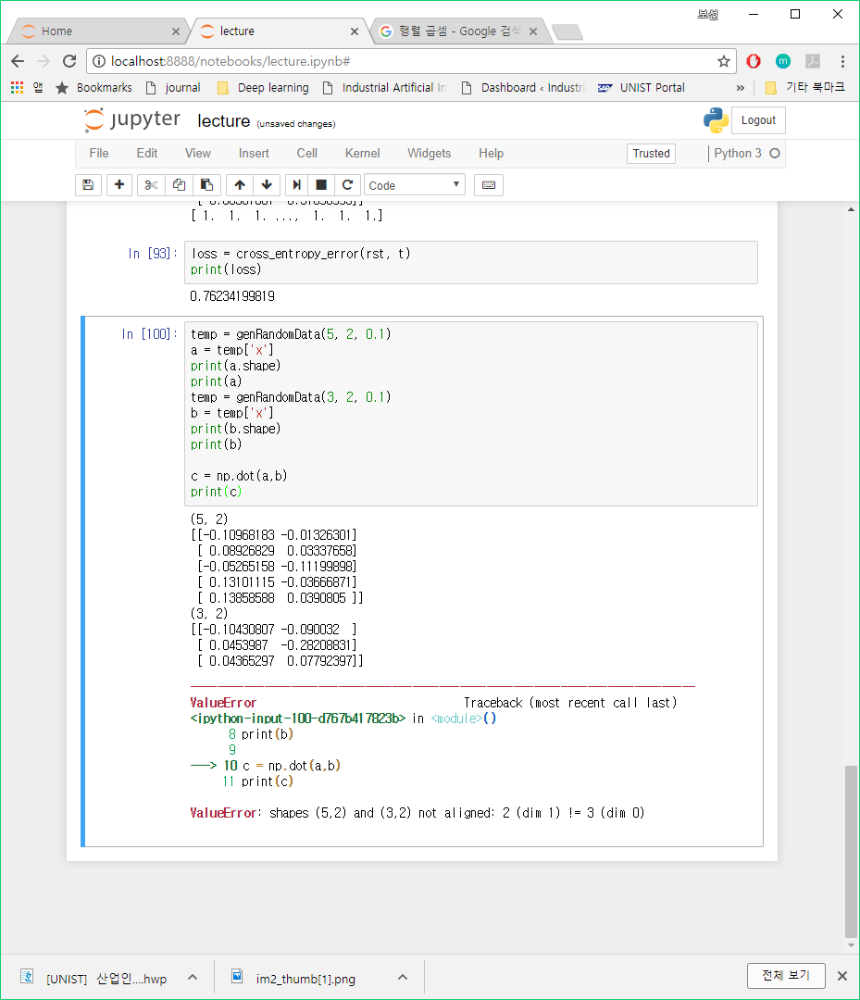 보선
Home
lecture
행렬 곱셈 - Google 검색
localhost:8888/notebooks/lecture.ipynb#
앱
Bookmarks
journal
Deep learning
Industrial Artificial In
Dashboard ‹ Industri
UNIST Portal
»
기타 북마크
jupyter
lecture (unsaved changes)
Logout
File
Edit
View
Insert
Cell
Kernel
Widgets
Help
Trusted
Python 3
Code
[ 1. 1. 1. ..., 1. 1. 1.]
In [93]:
loss = cross_entropy_error(rst, t)
print(loss)
0.76234199819
In [100]:
temp = genRandomData(5, 2, 0.1)
a = temp['x']
print(a.shape)
print(a)
temp = genRandomData(3, 2, 0.1)
b = temp['x']
print(b.shape)
print(b)
c = np.dot(a,b)
print(c)
(5, 2)
[[-0.10968183 -0.01326301]
[ 0.08926829 0.03337658]
[-0.05265158 -0.11199898]
[ 0.13101115 -0.03666871]
[ 0.13858588 0.0390805 ]]
(3, 2)
[[-0.10430807 -0.090032 ]
[ 0.0453987 -0.28208831]
[ 0.04365297 0.07792397]]
ValueError Traceback (most recent call last)
<ipython-input-100-d767b417823b> in <module>()
8 print(b)
9
---> 10 c = np.dot(a,b)
11 print(c)
ValueError: shapes (5,2) and (3,2) not aligned: 2 (dim 1) != 3 (dim 0)
[UNIST] 산업인....hwp
im2_thumb[1].png
전체 보기